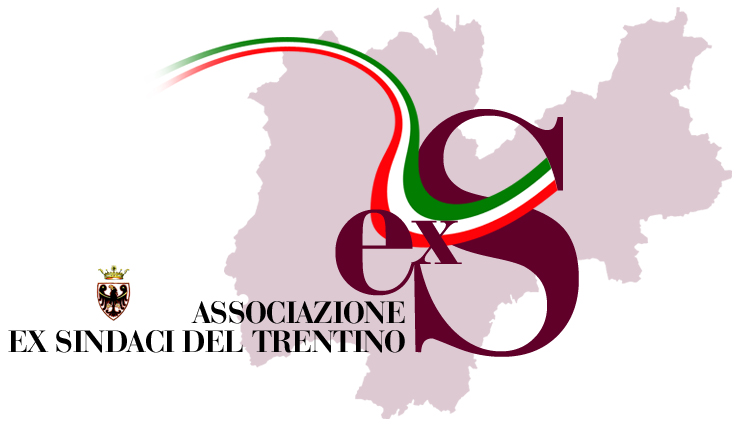 ex S
ASSOCIAZIONE
EX SINDACI DEL TRENTINO